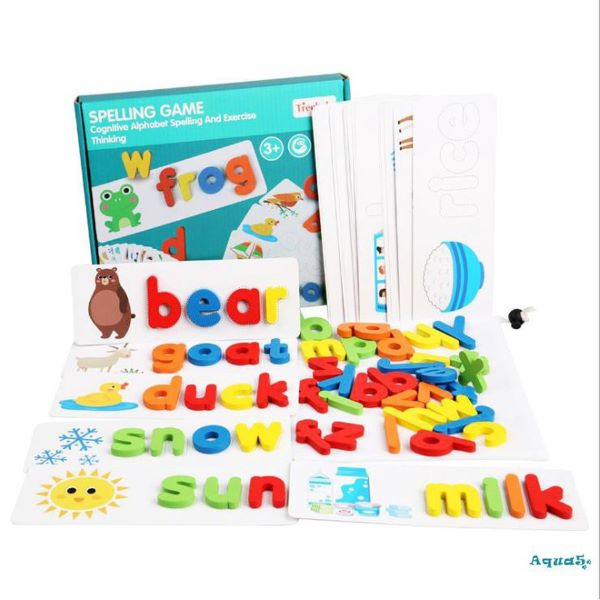 SPELLING GAME
Cognitive Alphabet Spelling And Exercise
Thinking
3+
w
frog
d
rice
bear
goat
duck
snow
sun
milk
Aqua5